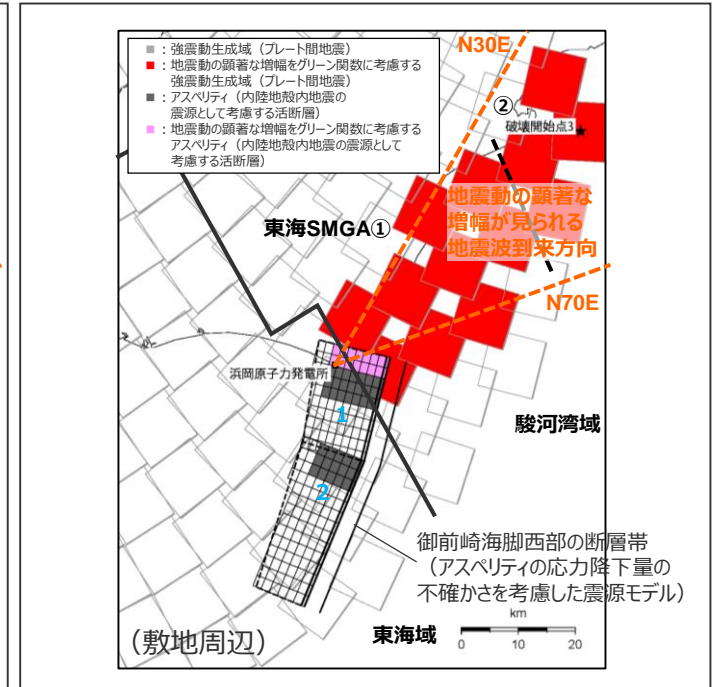 ■：強震動生成域（プレート間地震）
■：地震動の顕著な増幅をグリーン関数に考慮する
強震動生成域（プレート間地震）
■：アスペリティ（内陸地殻内地震の
震源として考慮する活断層）
■：地震動の顕著な増幅をグリーン関数に考慮する
アスペリティ（内陸地殻内地震の震源として
考慮する活断層）
N30E
②
破壊開始点3
地震動の顕著な
増幅が見られる
地震波到来方向
東海SMGA①
N70E
浜岡原子力発電所
1
駿河湾域
2
御前崎海脚西部の断層帯
（アスペリティの応力降下量の
不確かさを考慮した震源モデル）
（敷地周辺）
東海域
km
0 10 20